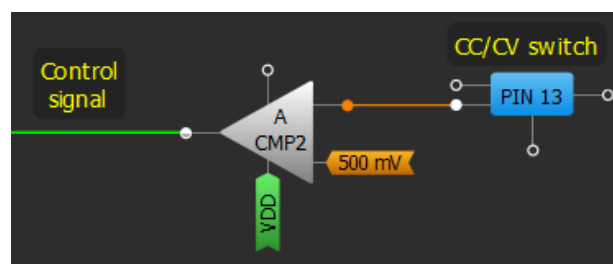 CC/CV switch
Control
signal
PIN 13
A
CMP2
500 mV
VDD